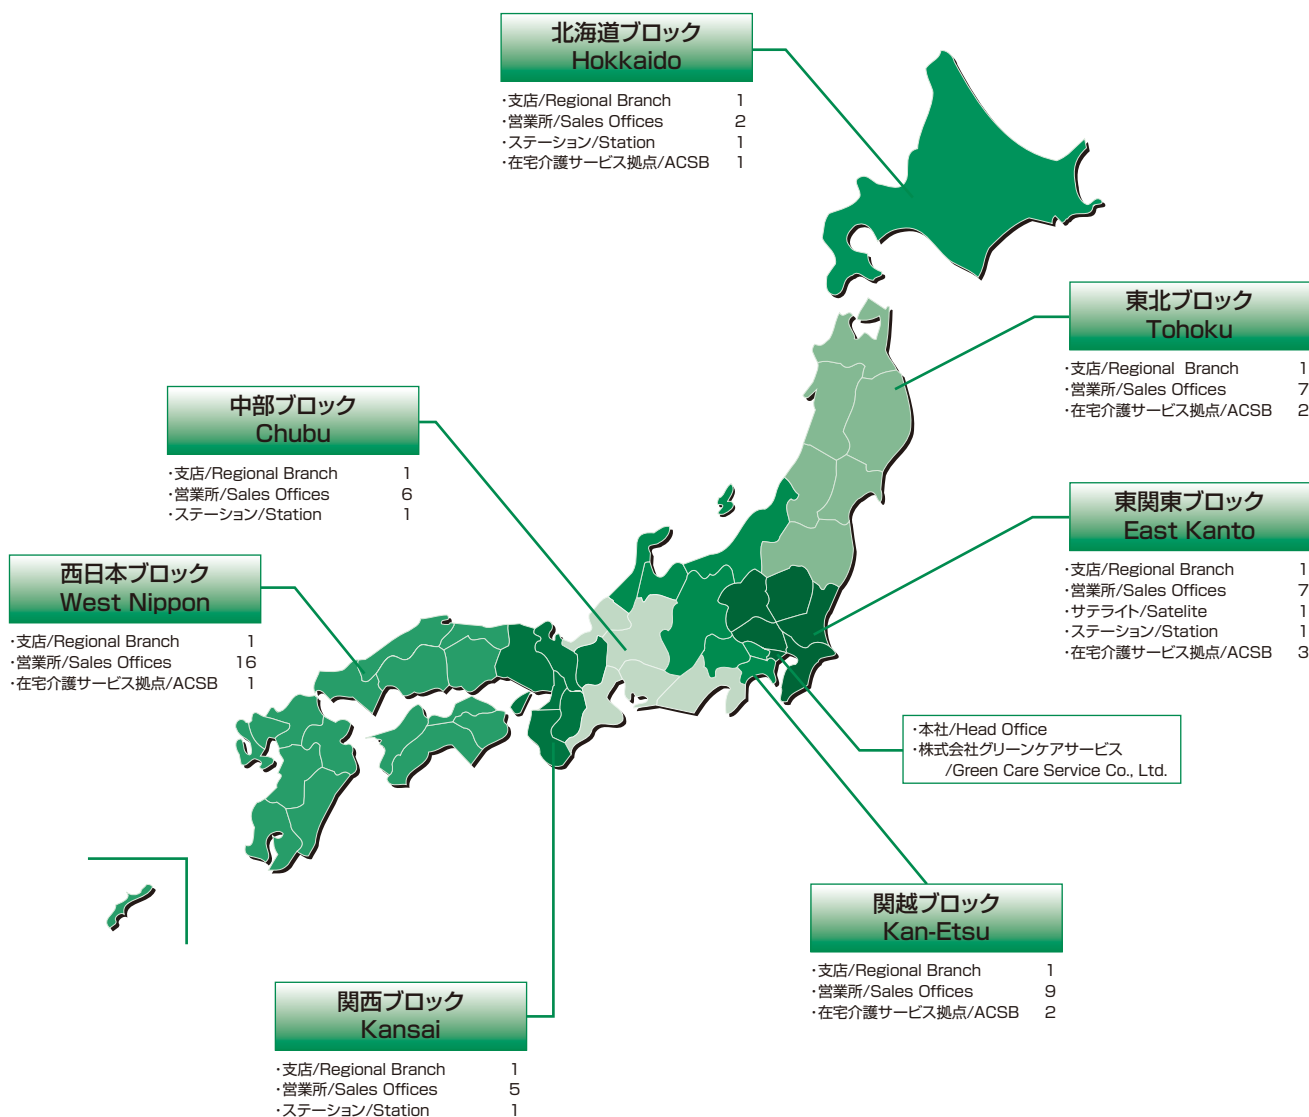 北海道ブロック
Hokkaido
・支店/Regional Branch 1
・営業所/Sales Offices 2
・ステーション/Station 1
・在宅介護サービス拠点/ACSB 1
東北ブロック
Tohoku
・支店/Regional Branch 1
・営業所/Sales Offices 7
・在宅介護サービス拠点/ACSB 2
中部ブロック
Chubu
・支店/Regional Branch 1
・営業所/Sales Offices 6
・ステーション/Station 1
東関東ブロック
East Kanto
・支店/Regional Branch 1
・営業所/Sales Offices 7
・サテライト/Satelite 1
・ステーション/Station 1
・在宅介護サービス拠点/ACSB 3
西日本ブロック
West Nippon
・支店/Regional Branch 1
・営業所/Sales Offices 16
・在宅介護サービス拠点/ACSB 1
・本社/Head Office
・株式会社グリーンケアサービス
/Green Care Service Co., Ltd.
関越ブロック
Kan-Etsu
・支店/Regional Branch 1
・営業所/Sales Offices 9
・在宅介護サービス拠点/ACSB 2
関西ブロック
Kansai
・支店/Regional Branch 1
・営業所/Sales Offices 5
・ステーション/Station 1